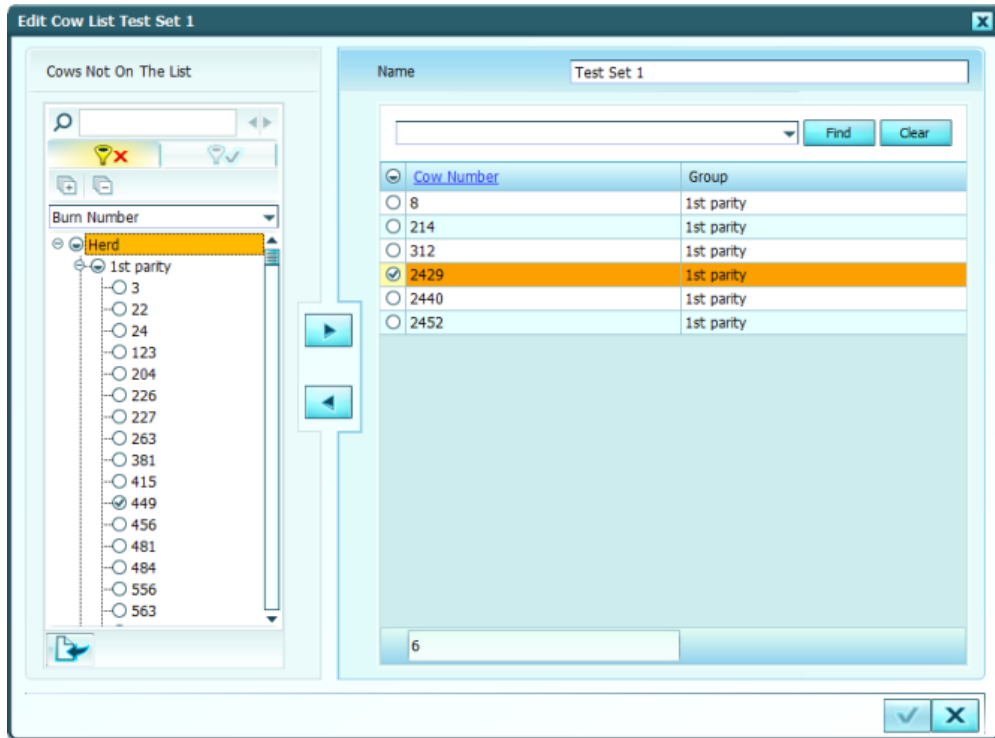 Edit Cow List Test Set 1
Cows Not On The List
Burn Number
Herd
1st parity
3
22
24
123
204
226
227
263
381
415
449
456
481
484
556
563
Name Test Set 1
Find Clear
Cow Number Group
8 1st parity
214 1st parity
312 1st parity
2429 1st parity
2440 1st parity
2452 1st parity
6